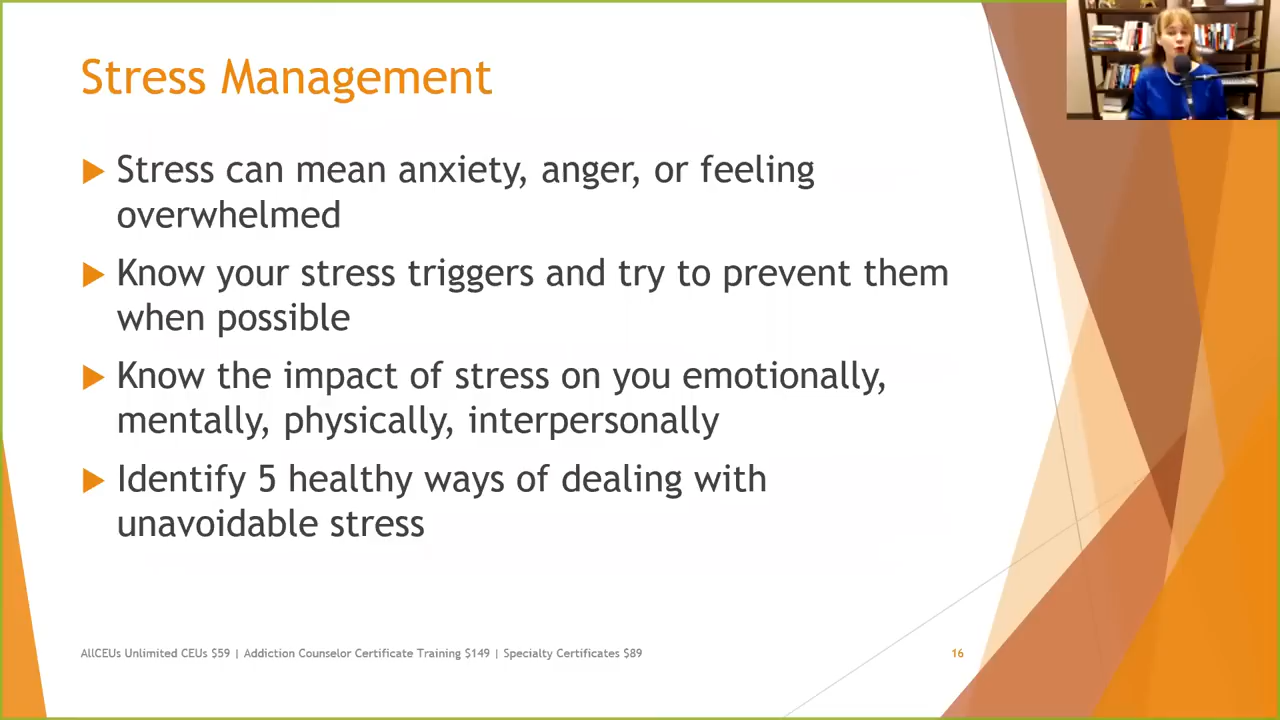 Stress Management
Stress can mean anxiety, anger, or feeling
overwhelmed
Know your stress triggers and try to prevent them
when possible
Know the impact of stress on you emotionally,
mentally, physically, interpersonally
Identify 5 healthy ways of dealing with
unavoidable stress
AllCEUs Unlimited CEUs $59 | Addiction Counselor Certificate Training $149 | Specialty Certificates $89
16